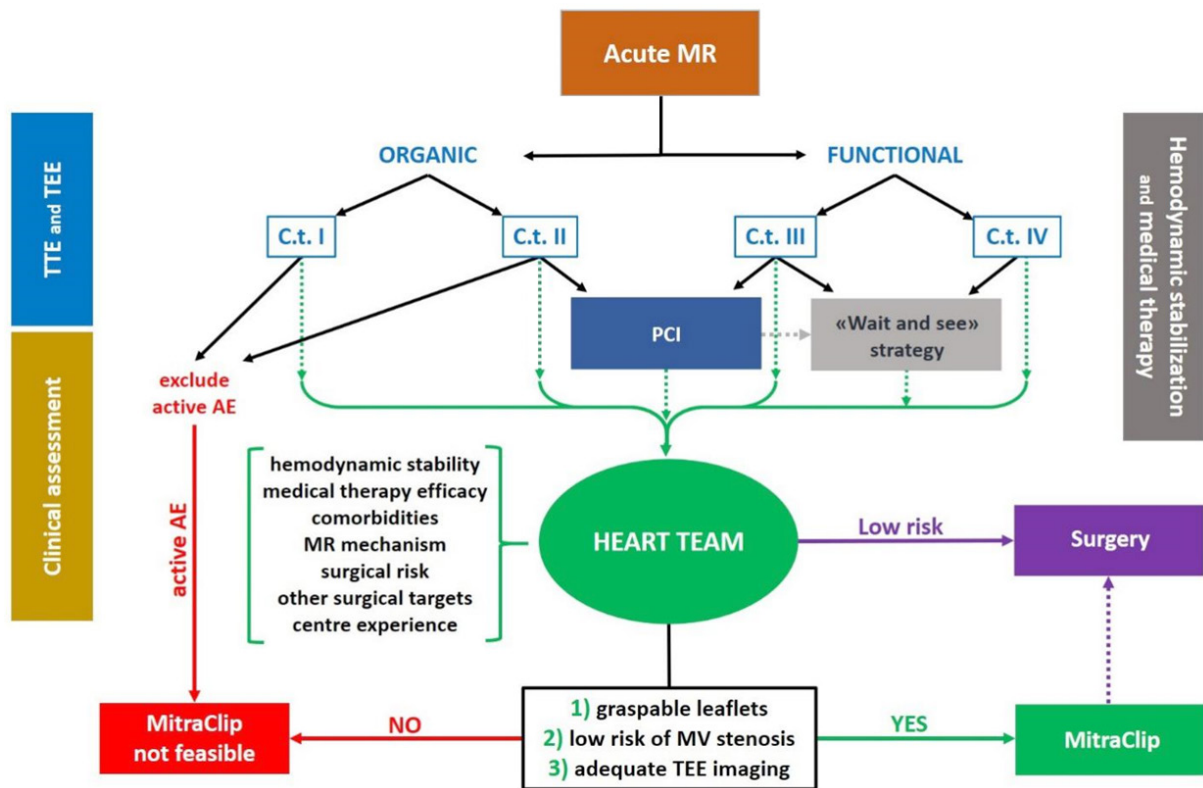 Acute MR
TTE and TEE
Hemodynamic stabilization
and medical therapy
ORGANIC
FUNCTIONAL
C.t. I
C.t. II
C.t. III
C.t. IV
PCI
«Wait and see»
strategy
Clinical assessment
exclude
active AE
active AE
hemodynamic stability
medical therapy efficacy
comorbidities
MR mechanism
surgical risk
other surgical targets
centre experience
HEART TEAM
Low risk
Surgery
MitraClip
not feasible
NO
1) graspable leaflets
2) low risk of MV stenosis
3) adequate TEE imaging
YES
MitraClip